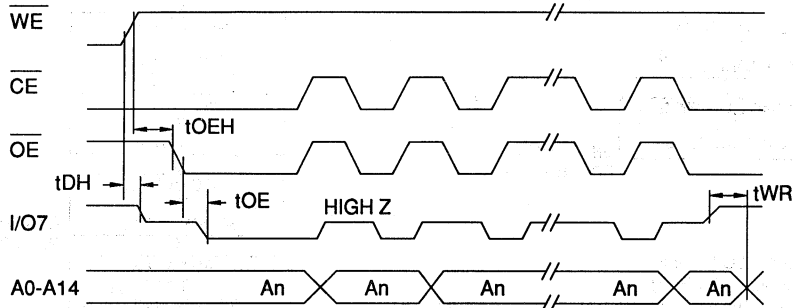 WE
CE
tOEH
OE
tDH
tOE
HIGH Z
tWR
I/O7
A0-A14 An An An An An